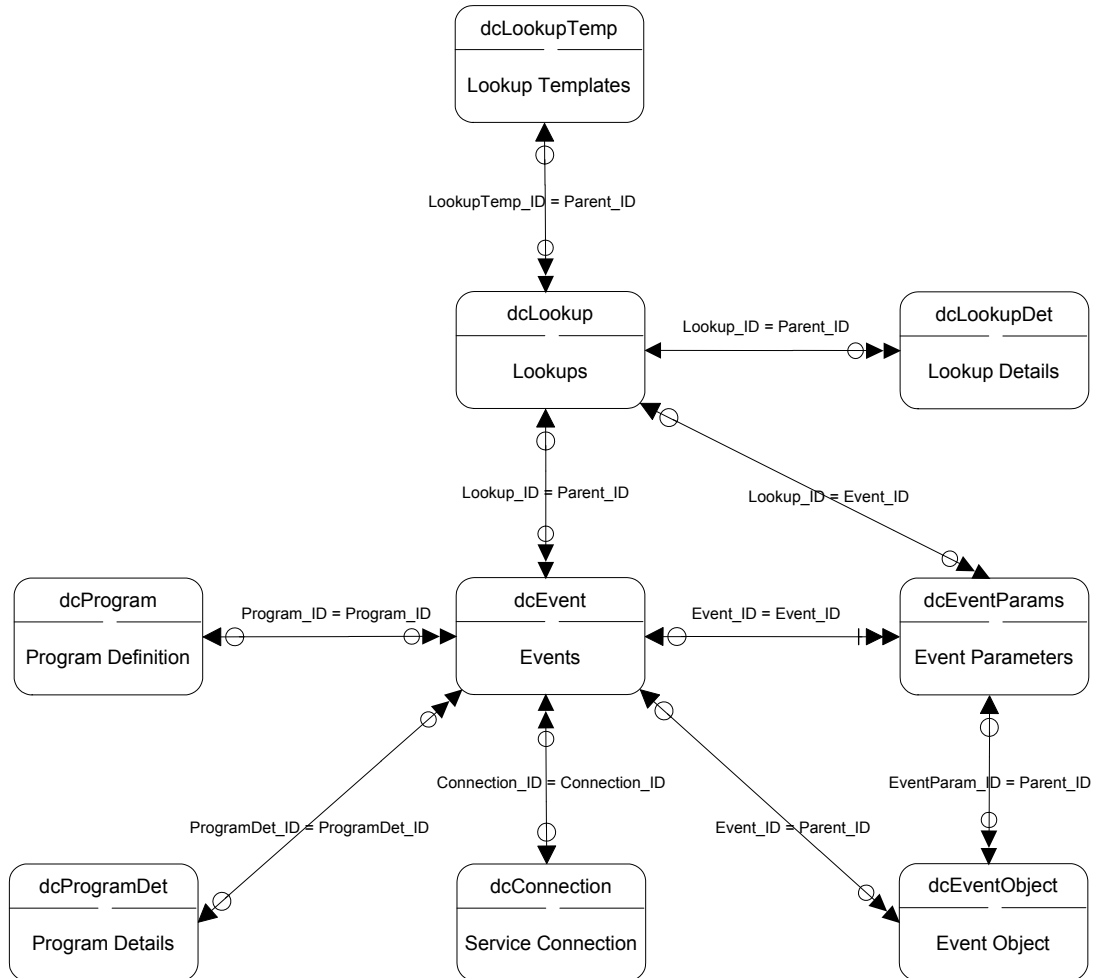 dcLookupTemp
Lookup Templates
LookupTemp_ID = Parent_ID
dcLookup
Lookups
Lookup_ID = Parent_ID
dcLookupDet
Lookup Details
Lookup_ID = Parent_ID
Lookup_ID = Event_ID
dcProgram
Program Definition
Program_ID = Program_ID
dcEvent
Events
Event_ID = Event_ID
dcEventParams
Event Parameters
Connection_ID = Connection_ID
EventParam_ID = Parent_ID
ProgramDet_ID = ProgramDet_ID
Event_ID = Parent_ID
dcProgramDet
Program Details
dcConnection
Service Connection
dcEventObject
Event Object